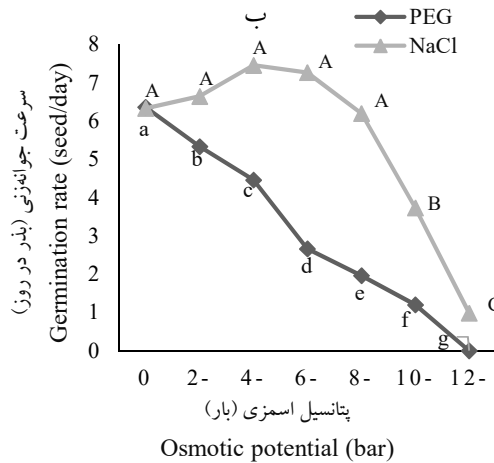 ب
PEG
NaCl
8
7
6
5
4
3
2
1
0
سرعت جوانه‌زنی (بذر در روز)
Germination rate (seed/day)
A
A
A
A
A
B
C
a
b
c
d
e
f
g
0 2- 4- 6- 8- 10- 12-
پتانسیل اسمزی (بار)
Osmotic potential (bar)